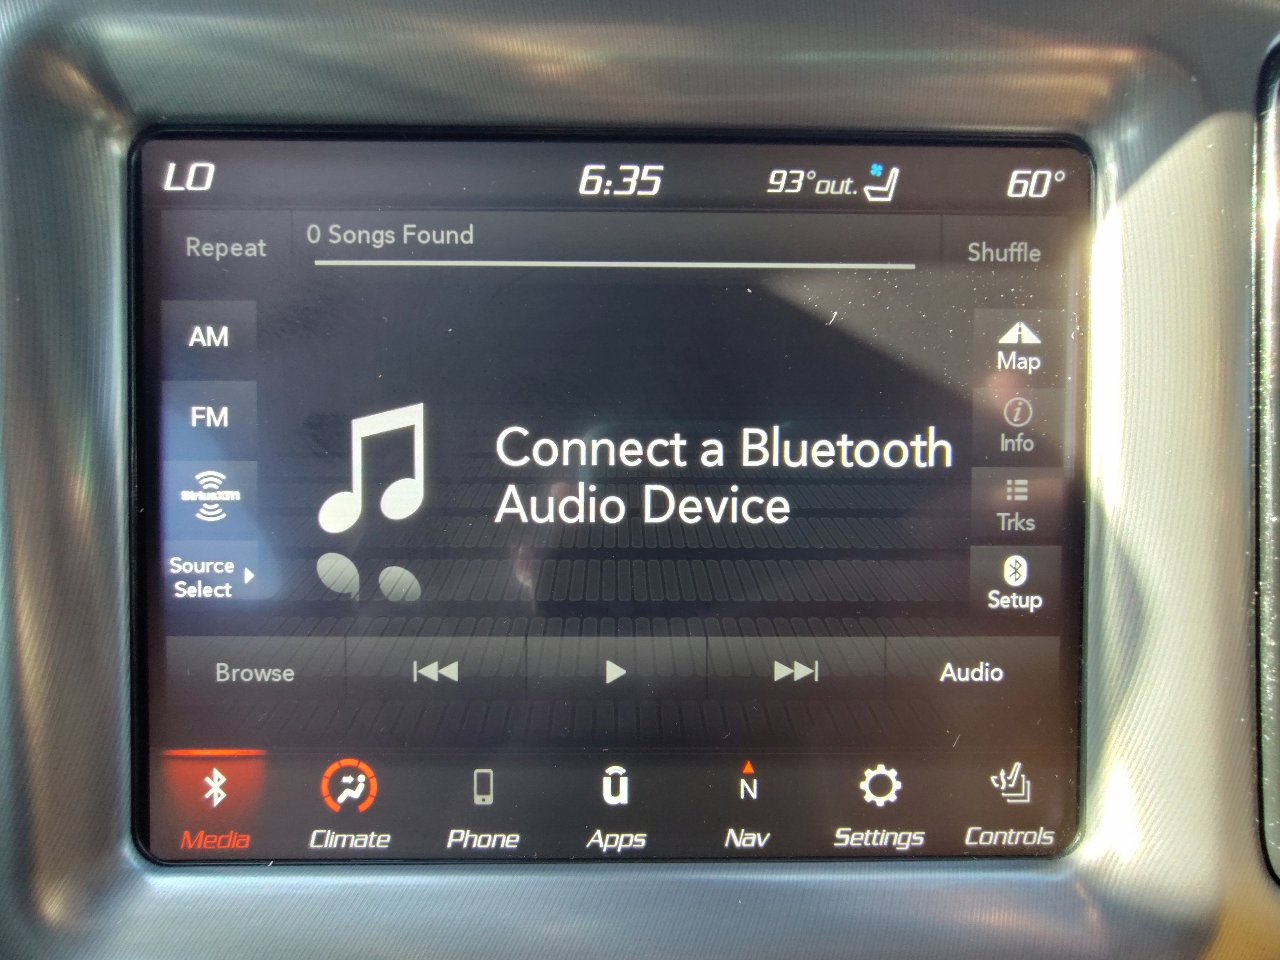 LO
6:35
93°out.
60°
Repeat
0 Songs Found
Shuffle
AM
FM
SiriusXM
Source
Select
Connect a Bluetooth
Audio Device
Map
i
Info
Trks
Setup
Browse
Audio
Media
Climate
Phone
ū
Apps
N
Nav
Settings
Controls